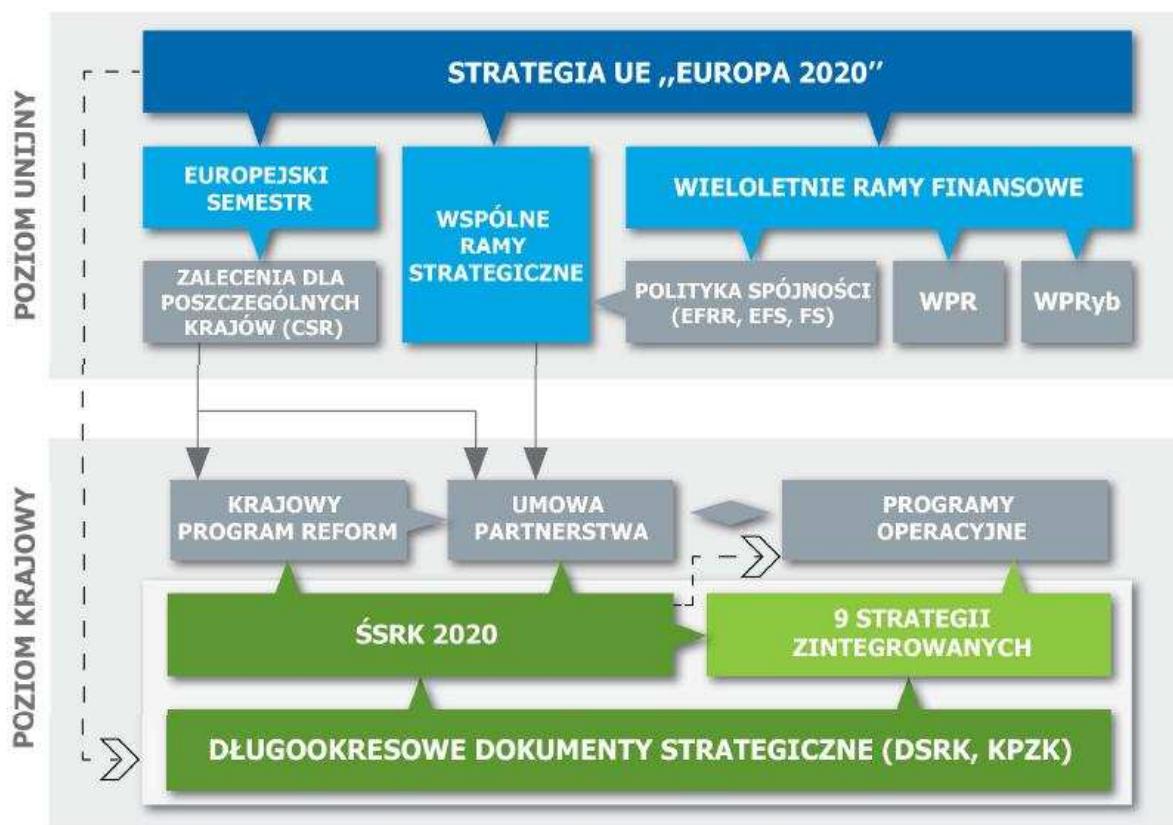 POZIOM UNIJNY
STRATEGIA UE ,,EUROPA 2020”
EUROPEJSKI
SEMESTR
WSPÓLNE
RAMY
STRATEGICZNE
WIELOLETNIE RAMY FINANSOWE
ZALECENIA DLA
POSZCZEGÓLNYCH
KRAJÓW (CSR)
POLITYKA SPÓJNOŚCI
(EFRR, EFS, FS)
WPR
WPRyb
POZIOM KRAJOWY
KRAJOWY
PROGRAM REFORM
UMOWA
PARTNERSTWA
PROGRAMY
OPERACYJNE
ŚSRK 2020
9 STRATEGII
ZINTEGROWANYCH
DŁUGOOKRESOWE DOKUMENTY STRATEGICZNE (DSRK, KPZK)